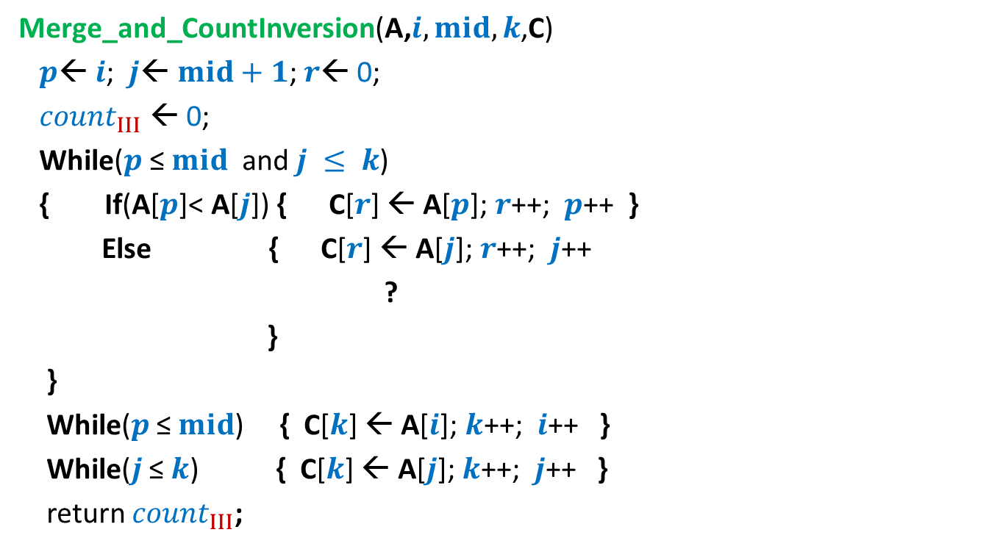 Merge_and_CountInversion(A,i, mid, k,C)
p← i; j← mid + 1; r← 0;
count_III ← 0;
While(p ≤ mid and j ≤ k)
{ If(A[p]< A[j]) { C[r] ← A[p]; r++; p++ }
Else { C[r] ← A[j]; r++; j++
?
}
}
While(p ≤ mid) { C[k] ← A[i]; k++; i++ }
While(j ≤ k) { C[k] ← A[j]; k++; j++ }
return count_III;